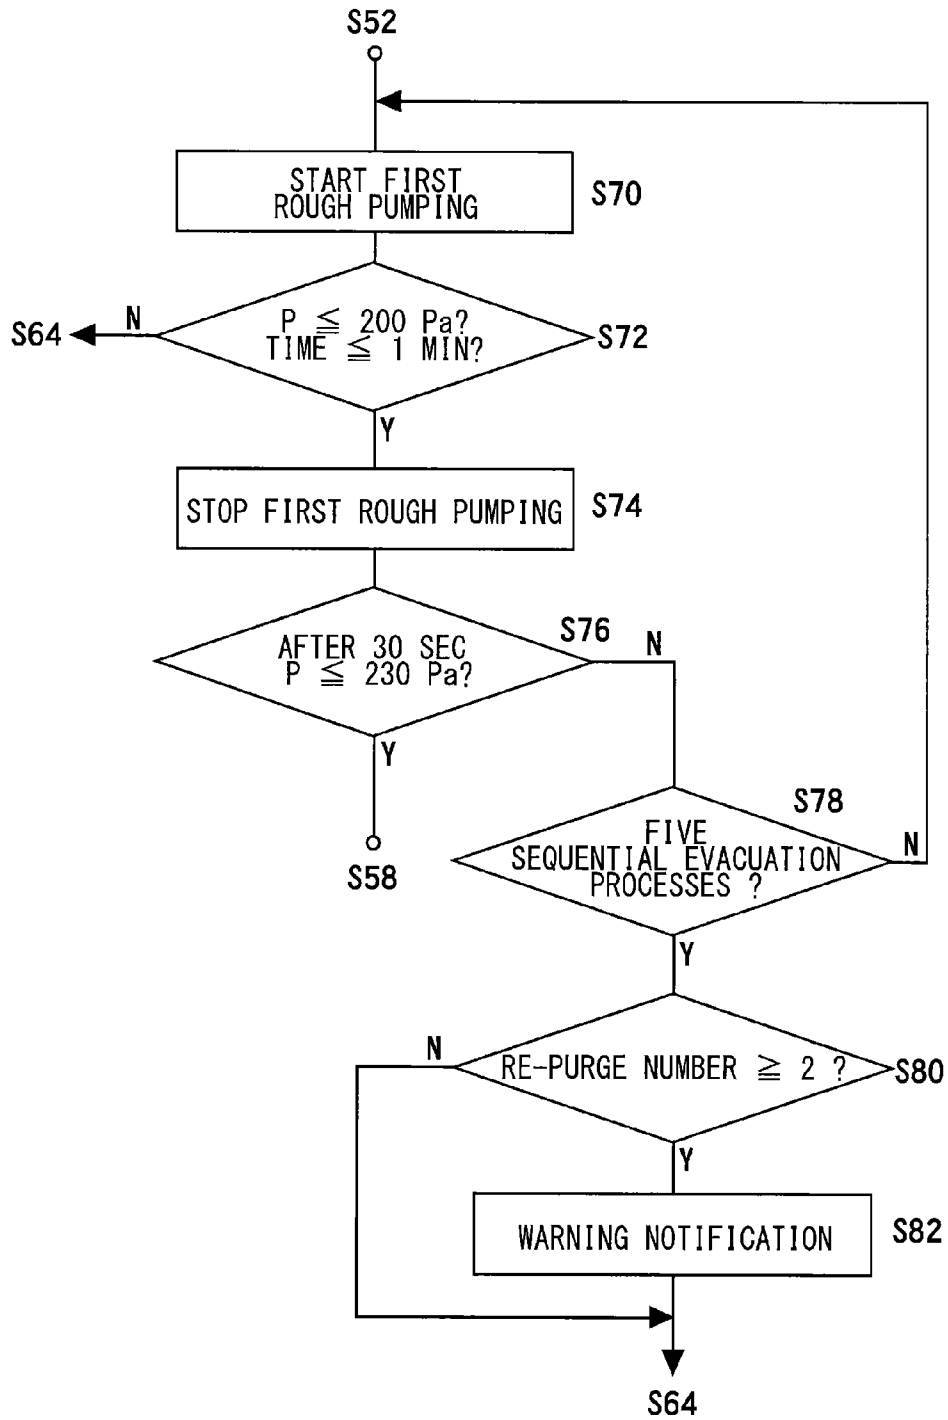 S52
START FIRST
ROUGH PUMPING
S70
N
S64
P ≦ 200 Pa?
TIME ≦ 1 MIN?
S72
Y
STOP FIRST ROUGH PUMPING
S74
AFTER 30 SEC
P ≦ 230 Pa?
S76
N
Y
S58
S78
FIVE
SEQUENTIAL EVACUATION
PROCESSES ?
N
Y
N
RE-PURGE NUMBER ≧ 2 ?
S80
Y
WARNING NOTIFICATION
S82
S64